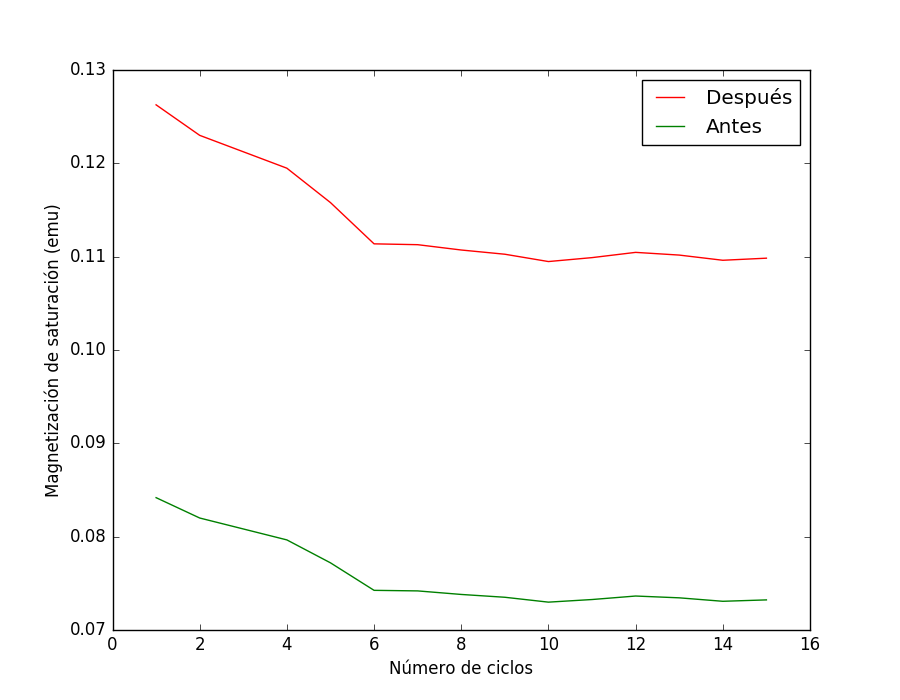 Después
Antes
Magnetización de saturación (emu)
0.13
0.12
0.11
0.10
0.09
0.08
0.07
0 2 4 6 8 10 12 14 16
Número de ciclos